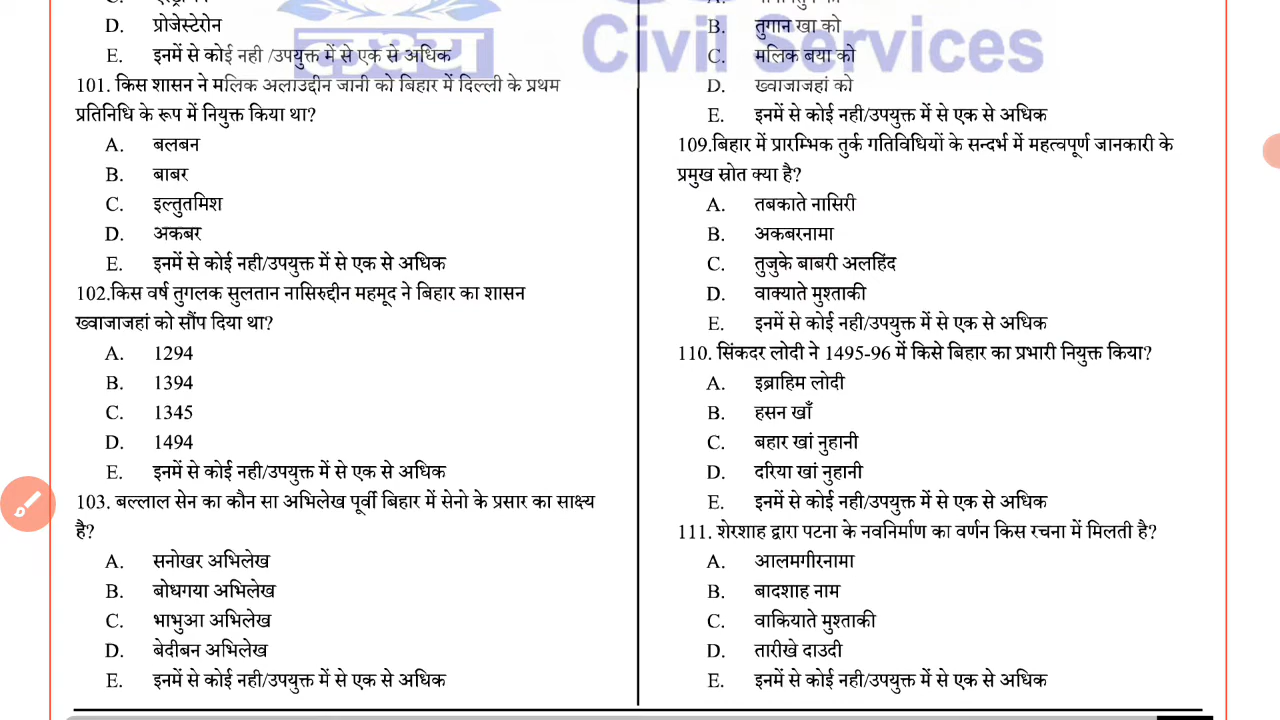 D. प्रोजेस्टेरोन
E. इनमें से कोई नही /उपयुक्त में से एक से अधिक
101. किस शासन ने मलिक अलाउद्दीन जानी को बिहार में दिल्ली के प्रथम
प्रतिनिधि के रूप में नियुक्त किया था?
A. बलबन
B. बाबर
C. इल्तुतमिश
D. अकबर
E. इनमें से कोई नही/उपयुक्त में से एक से अधिक
102.किस वर्ष तुगलक सुलतान नासिरुद्दीन महमूद ने बिहार का शासन
ख्वाजाजहां को सौंप दिया था?
A. 1294
B. 1394
C. 1345
D. 1494
E. इनमें से कोई नही/उपयुक्त में से एक से अधिक
103. बल्लाल सेन का कौन सा अभिलेख पूर्वी बिहार में सेनो के प्रसार का साक्ष्य
है?
A. सनोखर अभिलेख
B. बोधगया अभिलेख
C. भाभुआ अभिलेख
D. बेदीबन अभिलेख
E. इनमें से कोई नही/उपयुक्त में से एक से अधिक
Civil Services
B. तुगान खा को
C. मलिक बया को
D. ख्वाजाजहां को
E. इनमें से कोई नही/उपयुक्त में से एक से अधिक
109.बिहार में प्रारम्भिक तुर्क गतिविधियों के सन्दर्भ में महत्वपूर्ण जानकारी के
प्रमुख स्रोत क्या है?
A. तबकाते नासिरी
B. अकबरनामा
C. तुजुके बाबरी अलहिंद
D. वाक्याते मुश्ताकी
E. इनमें से कोई नही/उपयुक्त में से एक से अधिक
110. सिंकदर लोदी ने 1495-96 में किसे बिहार का प्रभारी नियुक्त किया?
A. इब्राहिम लोदी
B. हसन खाँ
C. बहार खां नुहानी
D. दरिया खां नुहानी
E. इनमें से कोई नही/उपयुक्त में से एक से अधिक
111. शेरशाह द्वारा पटना के नवनिर्माण का वर्णन किस रचना में मिलती है?
A. आलमगीरनामा
B. बादशाह नाम
C. वाकियाते मुश्ताकी
D. तारीखे दाउदी
E. इनमें से कोई नही/उपयुक्त में से एक से अधिक